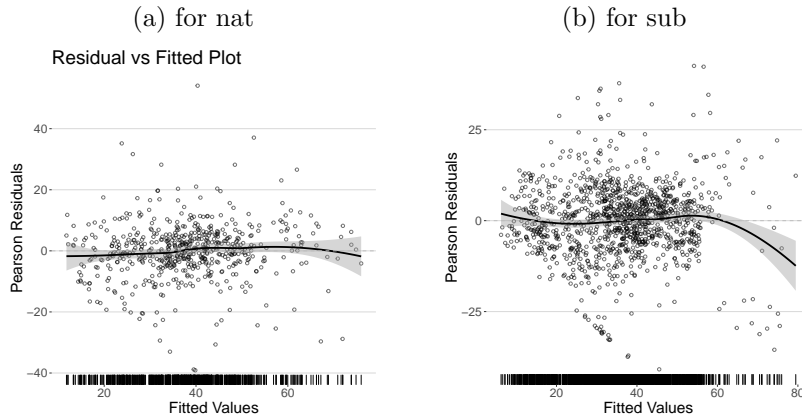 (a) for nat
(b) for sub
Residual vs Fitted Plot
40
20
0
−20
−40
Pearson Residuals
20
40
60
Fitted Values
25
0
−25
Pearson Residuals
20
40
60
80
Fitted Values